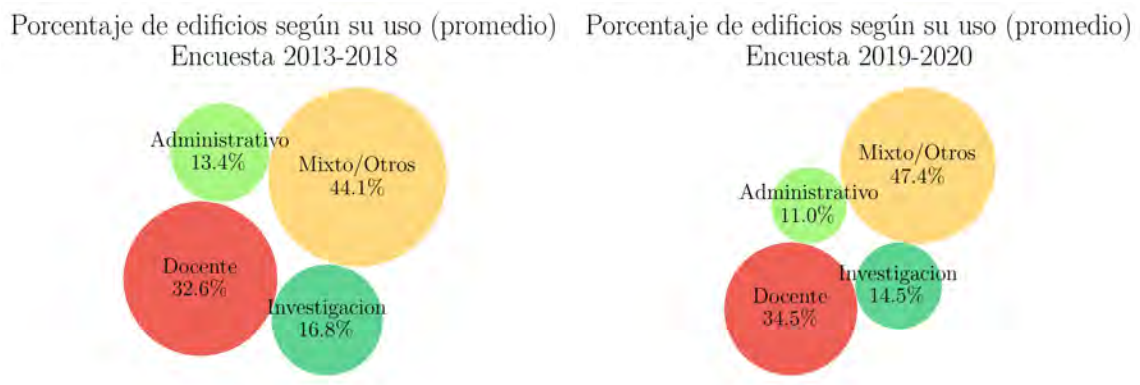 Porcentaje de edificios según su uso (promedio)
Encuesta 2013-2018
Administrativo
13.4%
Mixto/Otros
44.1%
Docente
32.6%
Investigacion
16.8%
Porcentaje de edificios según su uso (promedio)
Encuesta 2019-2020
Mixto/Otros
47.4%
Administrativo
11.0%
Investigacion
14.5%
Docente
34.5%